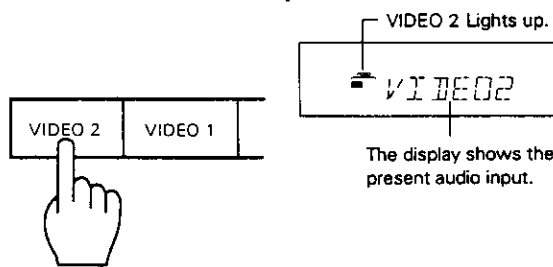 VIDEO 2 Lights up.
VIDEO2
VIDEO 2 VIDEO 1
The display shows the
present audio input.